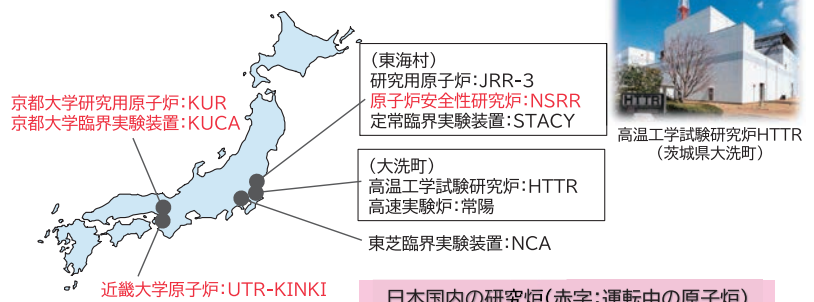 (東海村)
研究用原子炉:JRR-3
原子炉安全性研究炉:NSRR
定常臨界実験装置:STACY
京都大学研究用原子炉:KUR
京都大学臨界実験装置:KUCA
HTTR
高温工学試験研究炉HTTR
(茨城県大洗町)
(大洗町)
高温工学試験研究炉:HTTR
高速実験炉:常陽
東芝臨界実験装置:NCA
近畿大学原子炉:UTR-KINKI
日本国内の研究炉(赤字:運転中の原子炉)